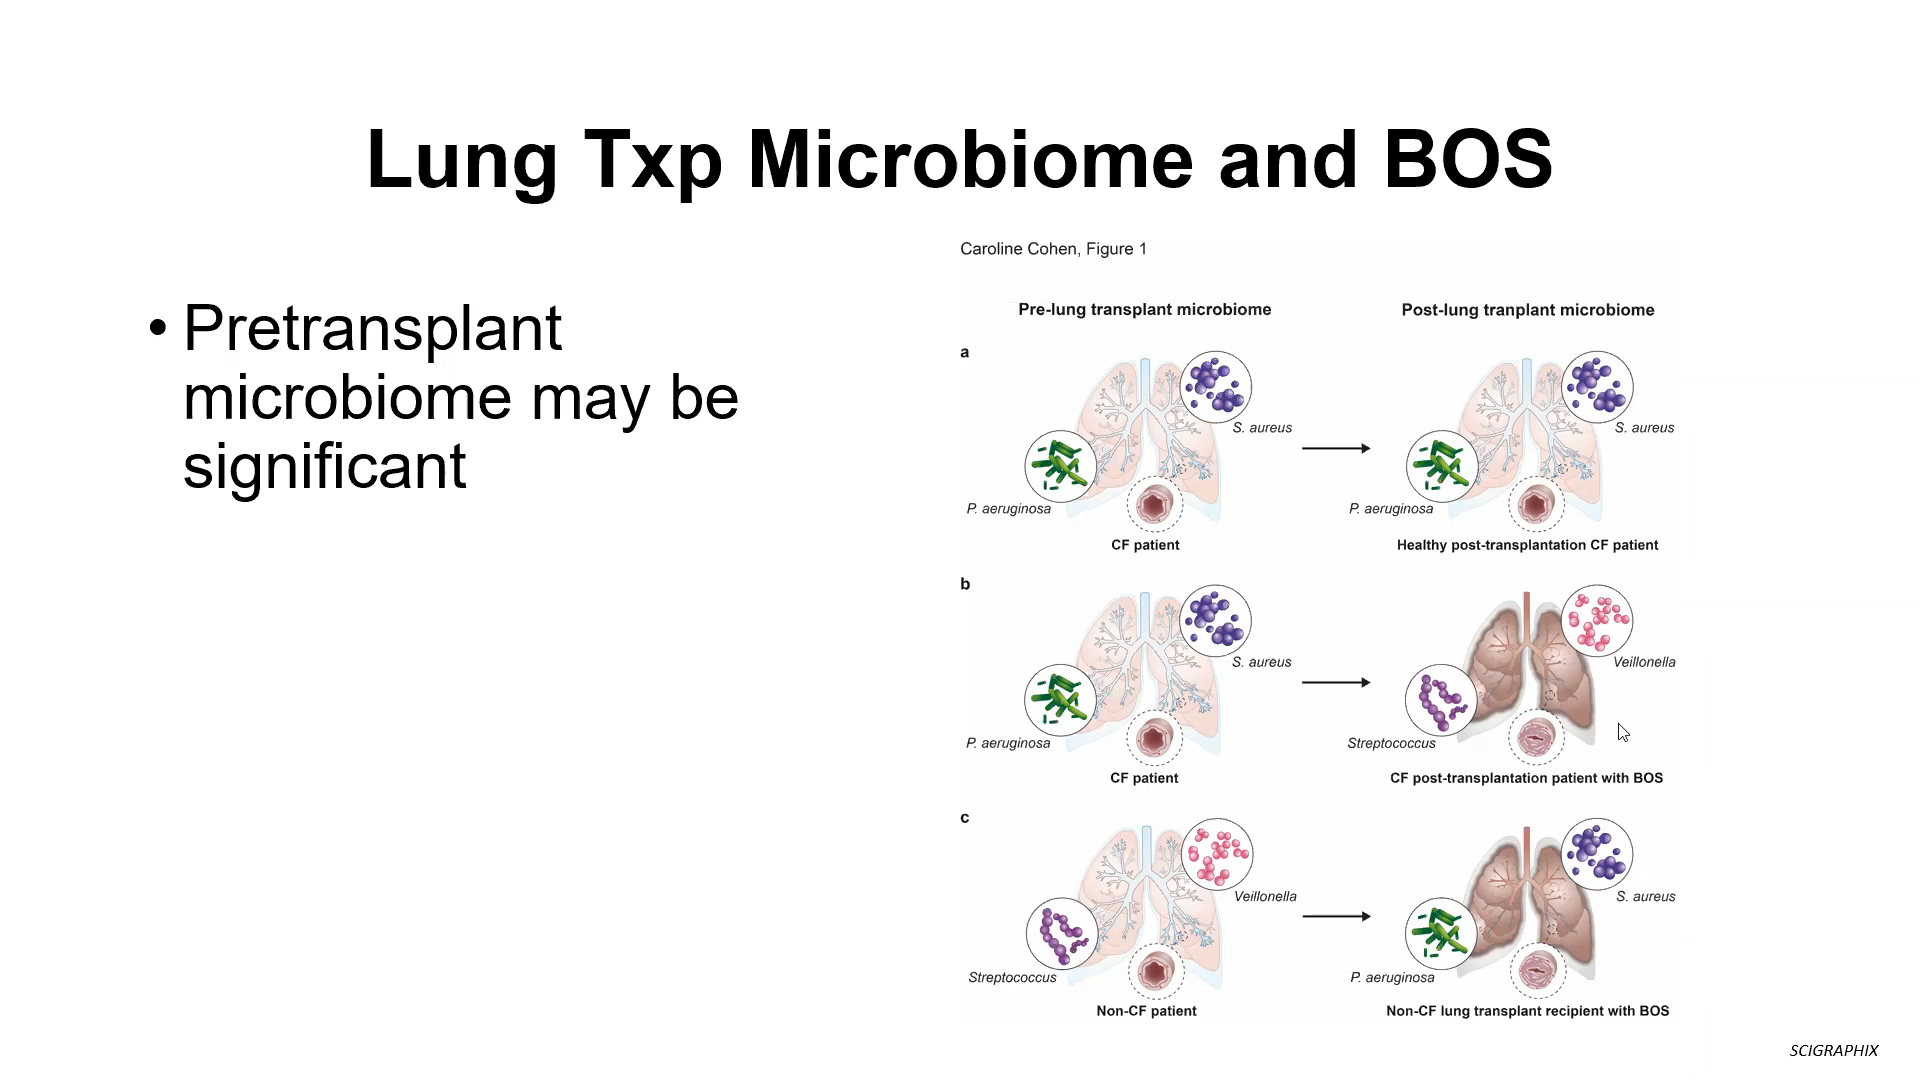 Lung Txp Microbiome and BOS
• Pretransplant
microbiome may be
significant
Caroline Cohen, Figure 1
Pre-lung transplant microbiome
Post-lung tranplant microbiome
a
S. aureus
P. aeruginosa
CF patient
S. aureus
P. aeruginosa
Healthy post-transplantation CF patient
b
S. aureus
P. aeruginosa
CF patient
Veillonella
Streptococcus
CF post-transplantation patient with BOS
c
Veillonella
Streptococcus
Non-CF patient
S. aureus
P. aeruginosa
Non-CF lung transplant recipient with BOS
SCIGRAPHIX